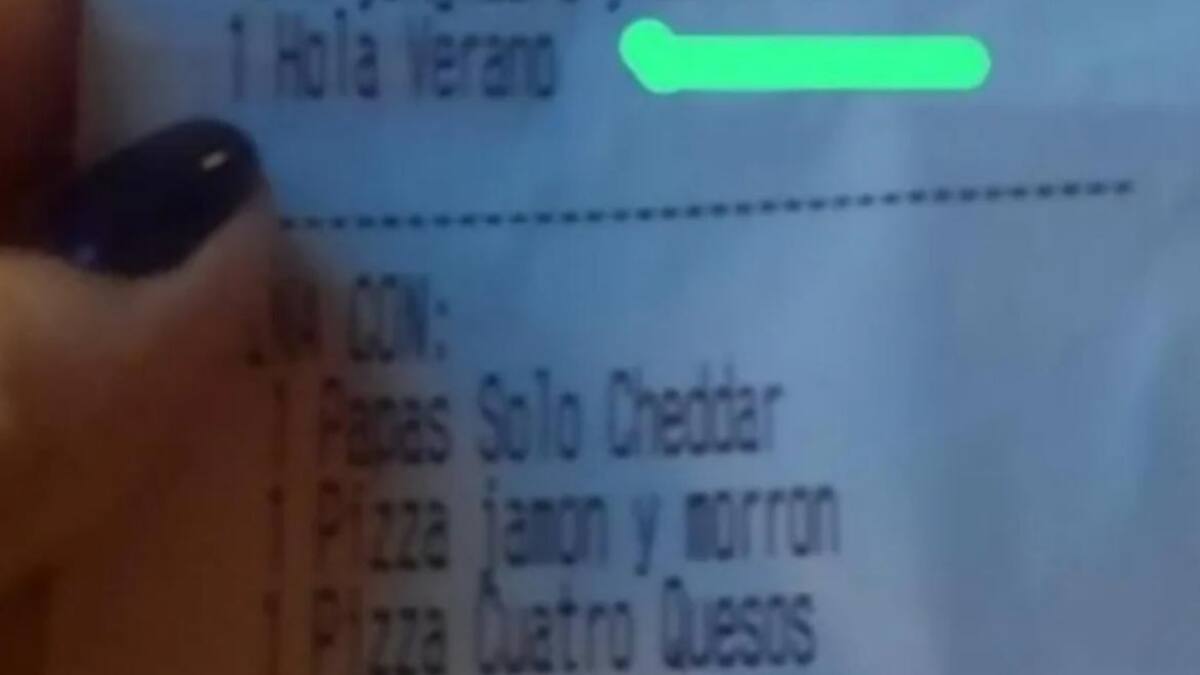 1 Hola Verano
CON:
1 Papas Solo Cheddar
1 Pizza jamon y morron
1 Pizza Cuatro Quesos